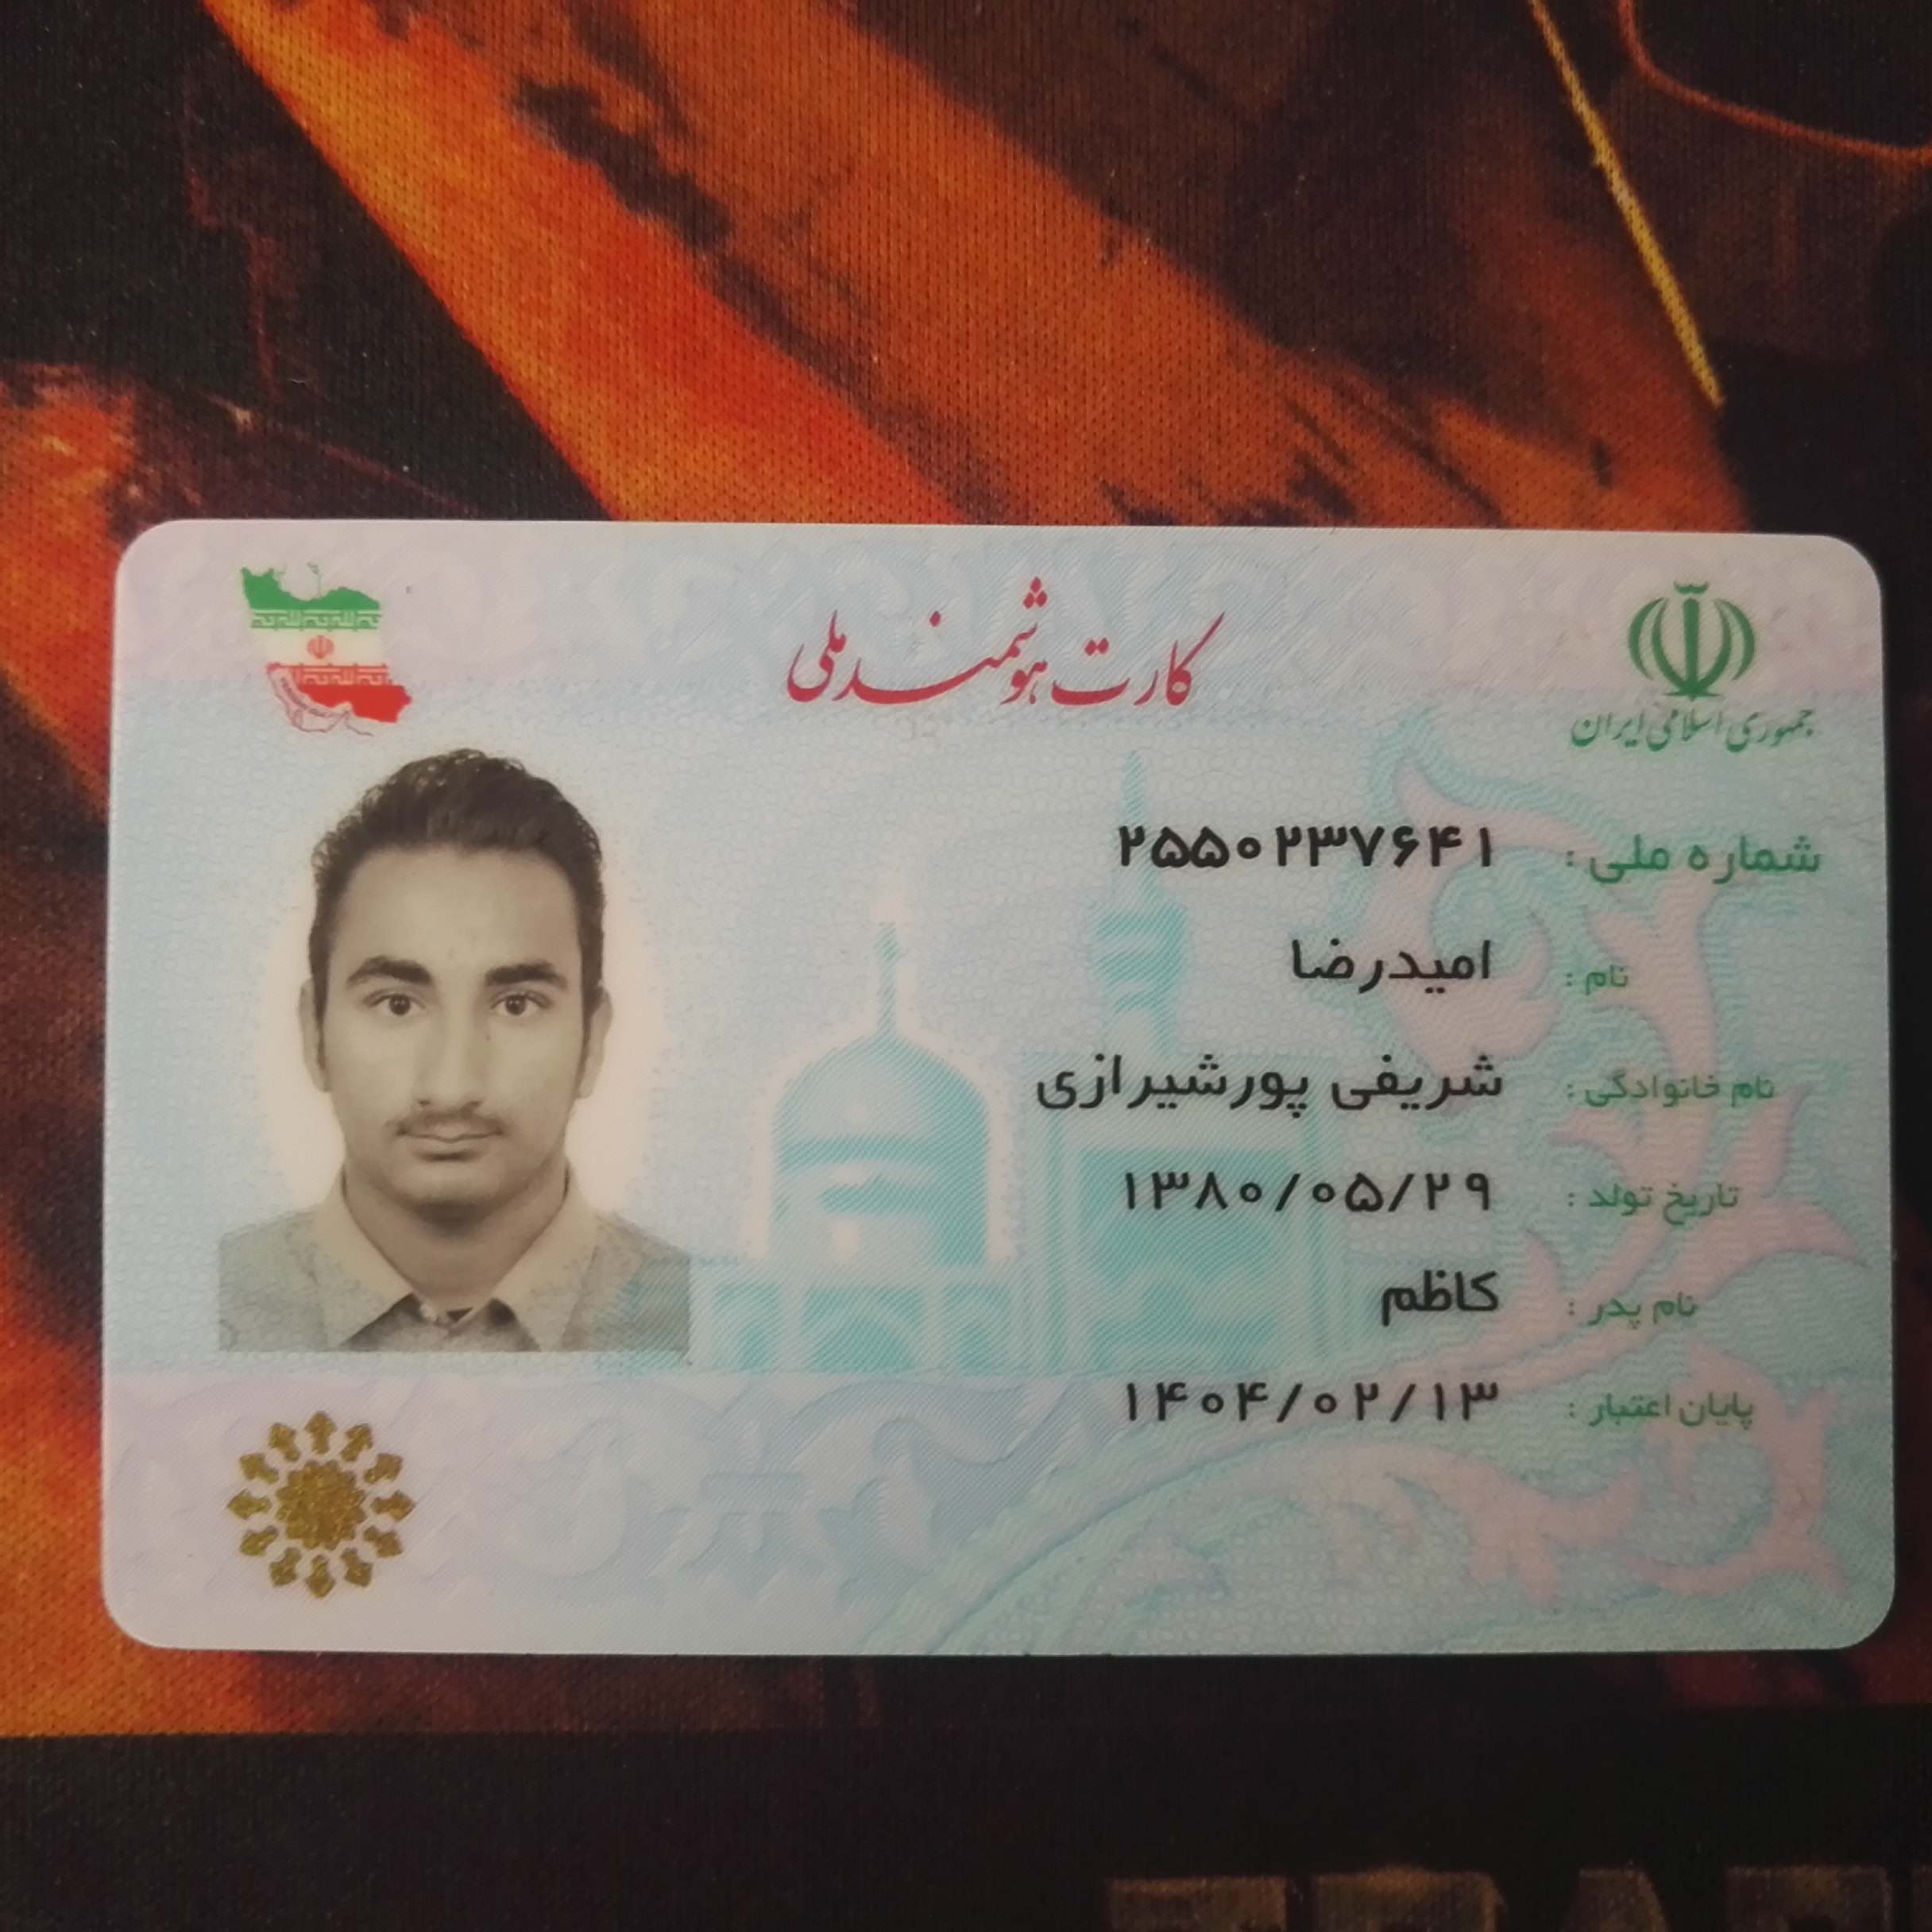 جمهوری اسلامی ایران
کارت هوشمند ملی
شماره ملی : ۲۵۵۰۲۳۷۶۴۱
نام : امیدرضا
نام خانوادگی : شریفی پورشیرازی
تاریخ تولد : ۱۳۸۰/۰۵/۲۹
نام پدر : کاظم
پایان اعتبار : ۱۴۰۴/۰۲/۱۳